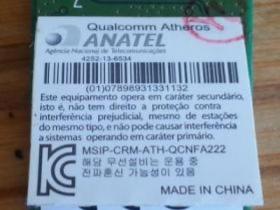 Qualcomm Atheros
ANATEL
Agência Nacional de Telecomunicações
4252-13-6534
(01)07898931331132
Este equipamento opera em caráter secundário,
isto é, não tem direito a proteção contra
interferência prejudicial, mesmo de estações
do mesmo tipo, e não pode causar interferência
a sistemas operando em caráter primário.
MSIP-CRM-ATH-QCNFA222
해당 무선설비는 운용 중
전파혼신 가능성이 있음
MADE IN CHINA